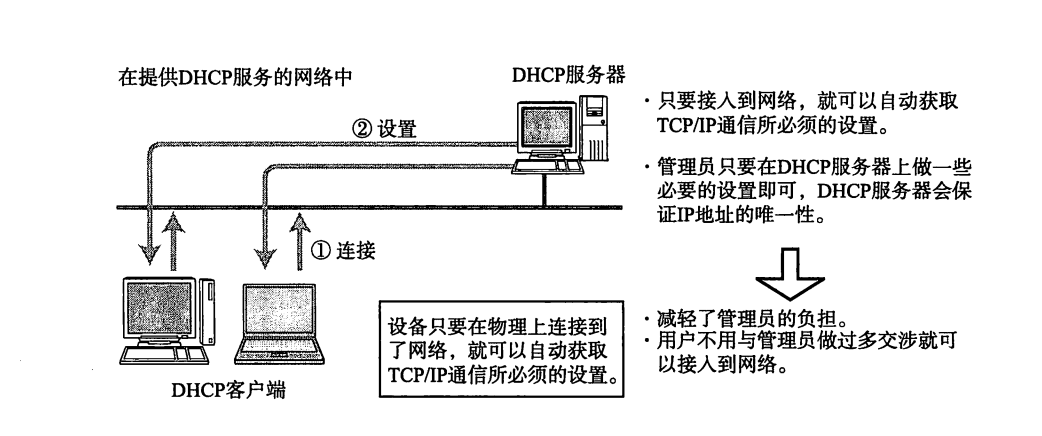 在提供DHCP服务的网络中
DHCP服务器
② 设置
① 连接
DHCP客户端
设备只要在物理上连接到
了网络，就可以自动获取
TCP/IP通信所必须的设置。
·只要接入到网络，就可以自动获取
TCP/IP通信所必须的设置。
·管理员只要在DHCP服务器上做一些
必要的设置即可，DHCP服务器会保
证IP地址的唯一性。
·减轻了管理员的负担。
·用户不用与管理员做过多交涉就可
以接入到网络。